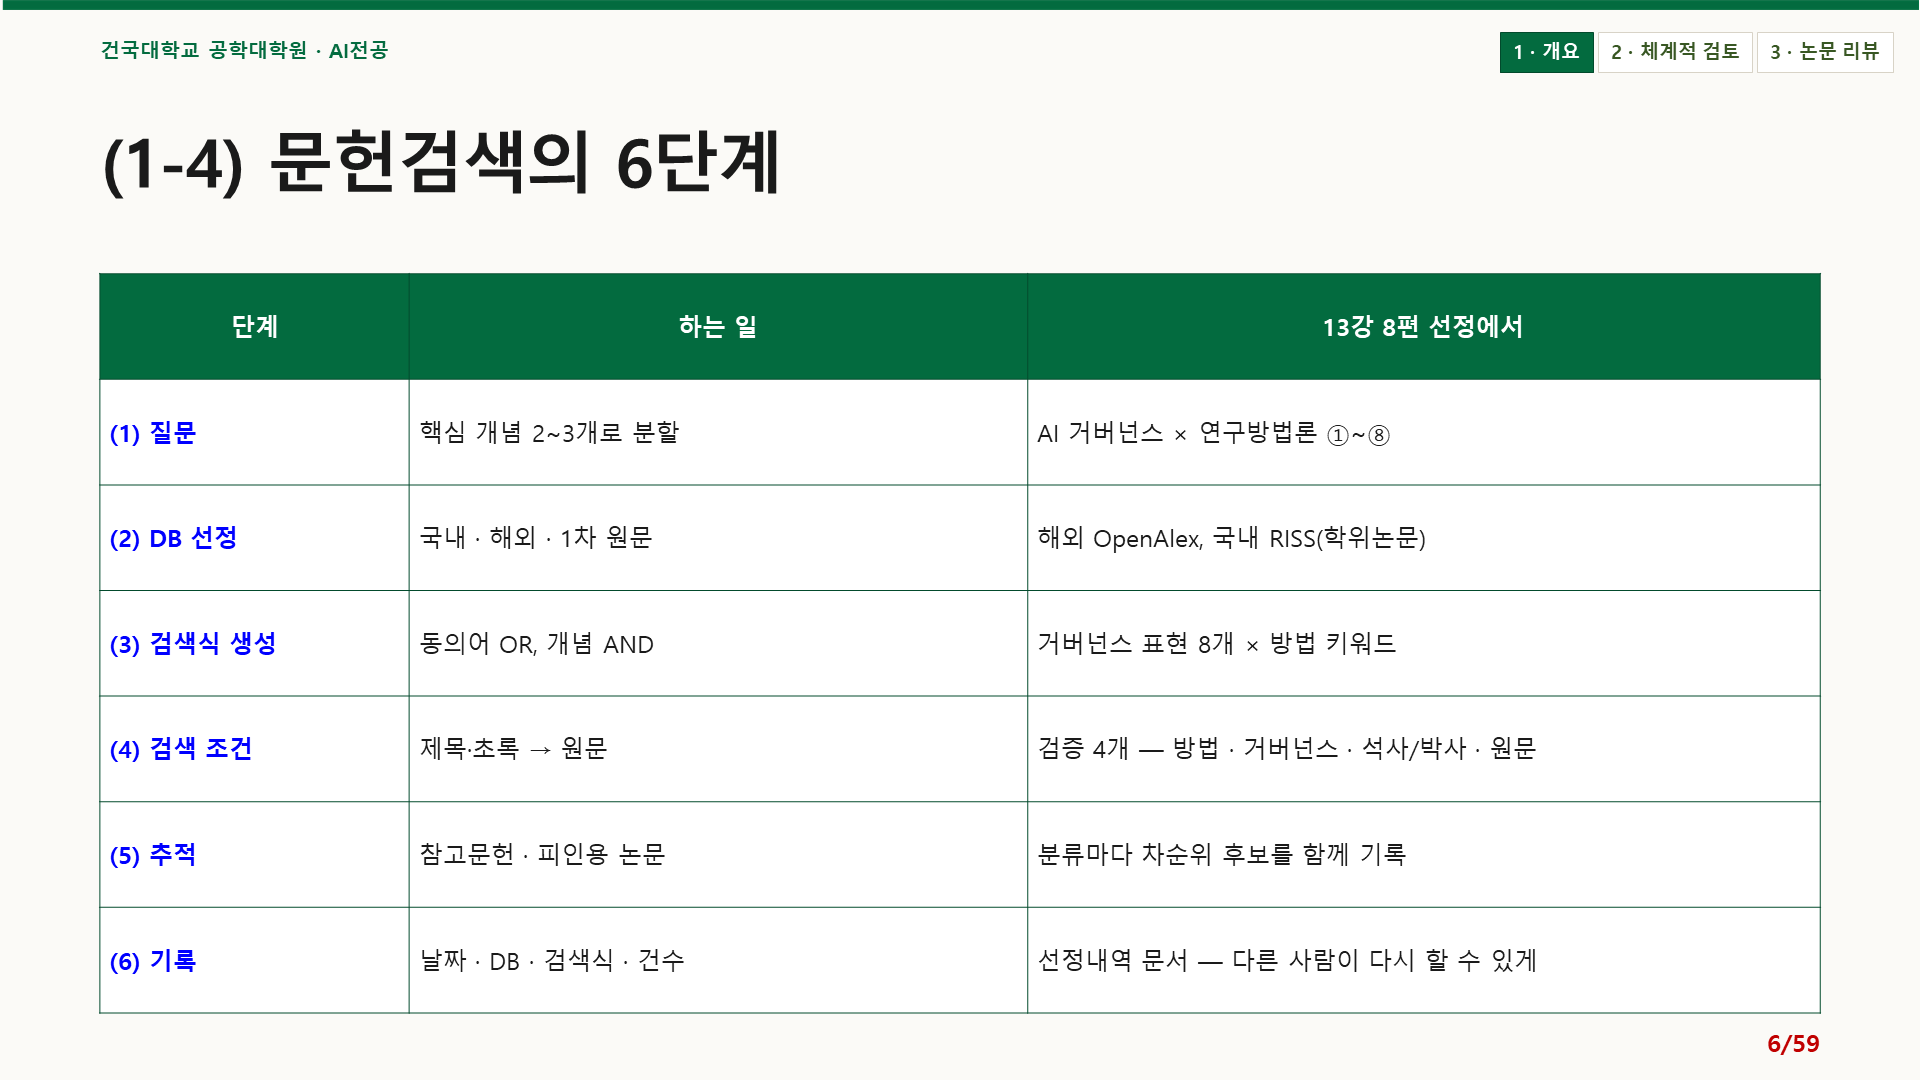 건국대학교 공학대학원 · AI전공
1 · 개요
2 · 체계적 검토
3 · 논문 리뷰
(1-4) 문헌검색의 6단계
단계
하는 일
13강 8편 선정에서
(1) 질문
핵심 개념 2~3개로 분할
AI 거버넌스 × 연구방법론 ①~⑧
(2) DB 선정
국내 · 해외 · 1차 원문
해외 OpenAlex, 국내 RISS(학위논문)
(3) 검색식 생성
동의어 OR, 개념 AND
거버넌스 표현 8개 × 방법 키워드
(4) 검색 조건
제목·초록 → 원문
검증 4개 — 방법 · 거버넌스 · 석사/박사 · 원문
(5) 추적
참고문헌 · 피인용 논문
분류마다 차순위 후보를 함께 기록
(6) 기록
날짜 · DB · 검색식 · 건수
선정내역 문서 — 다른 사람이 다시 할 수 있게
6/59